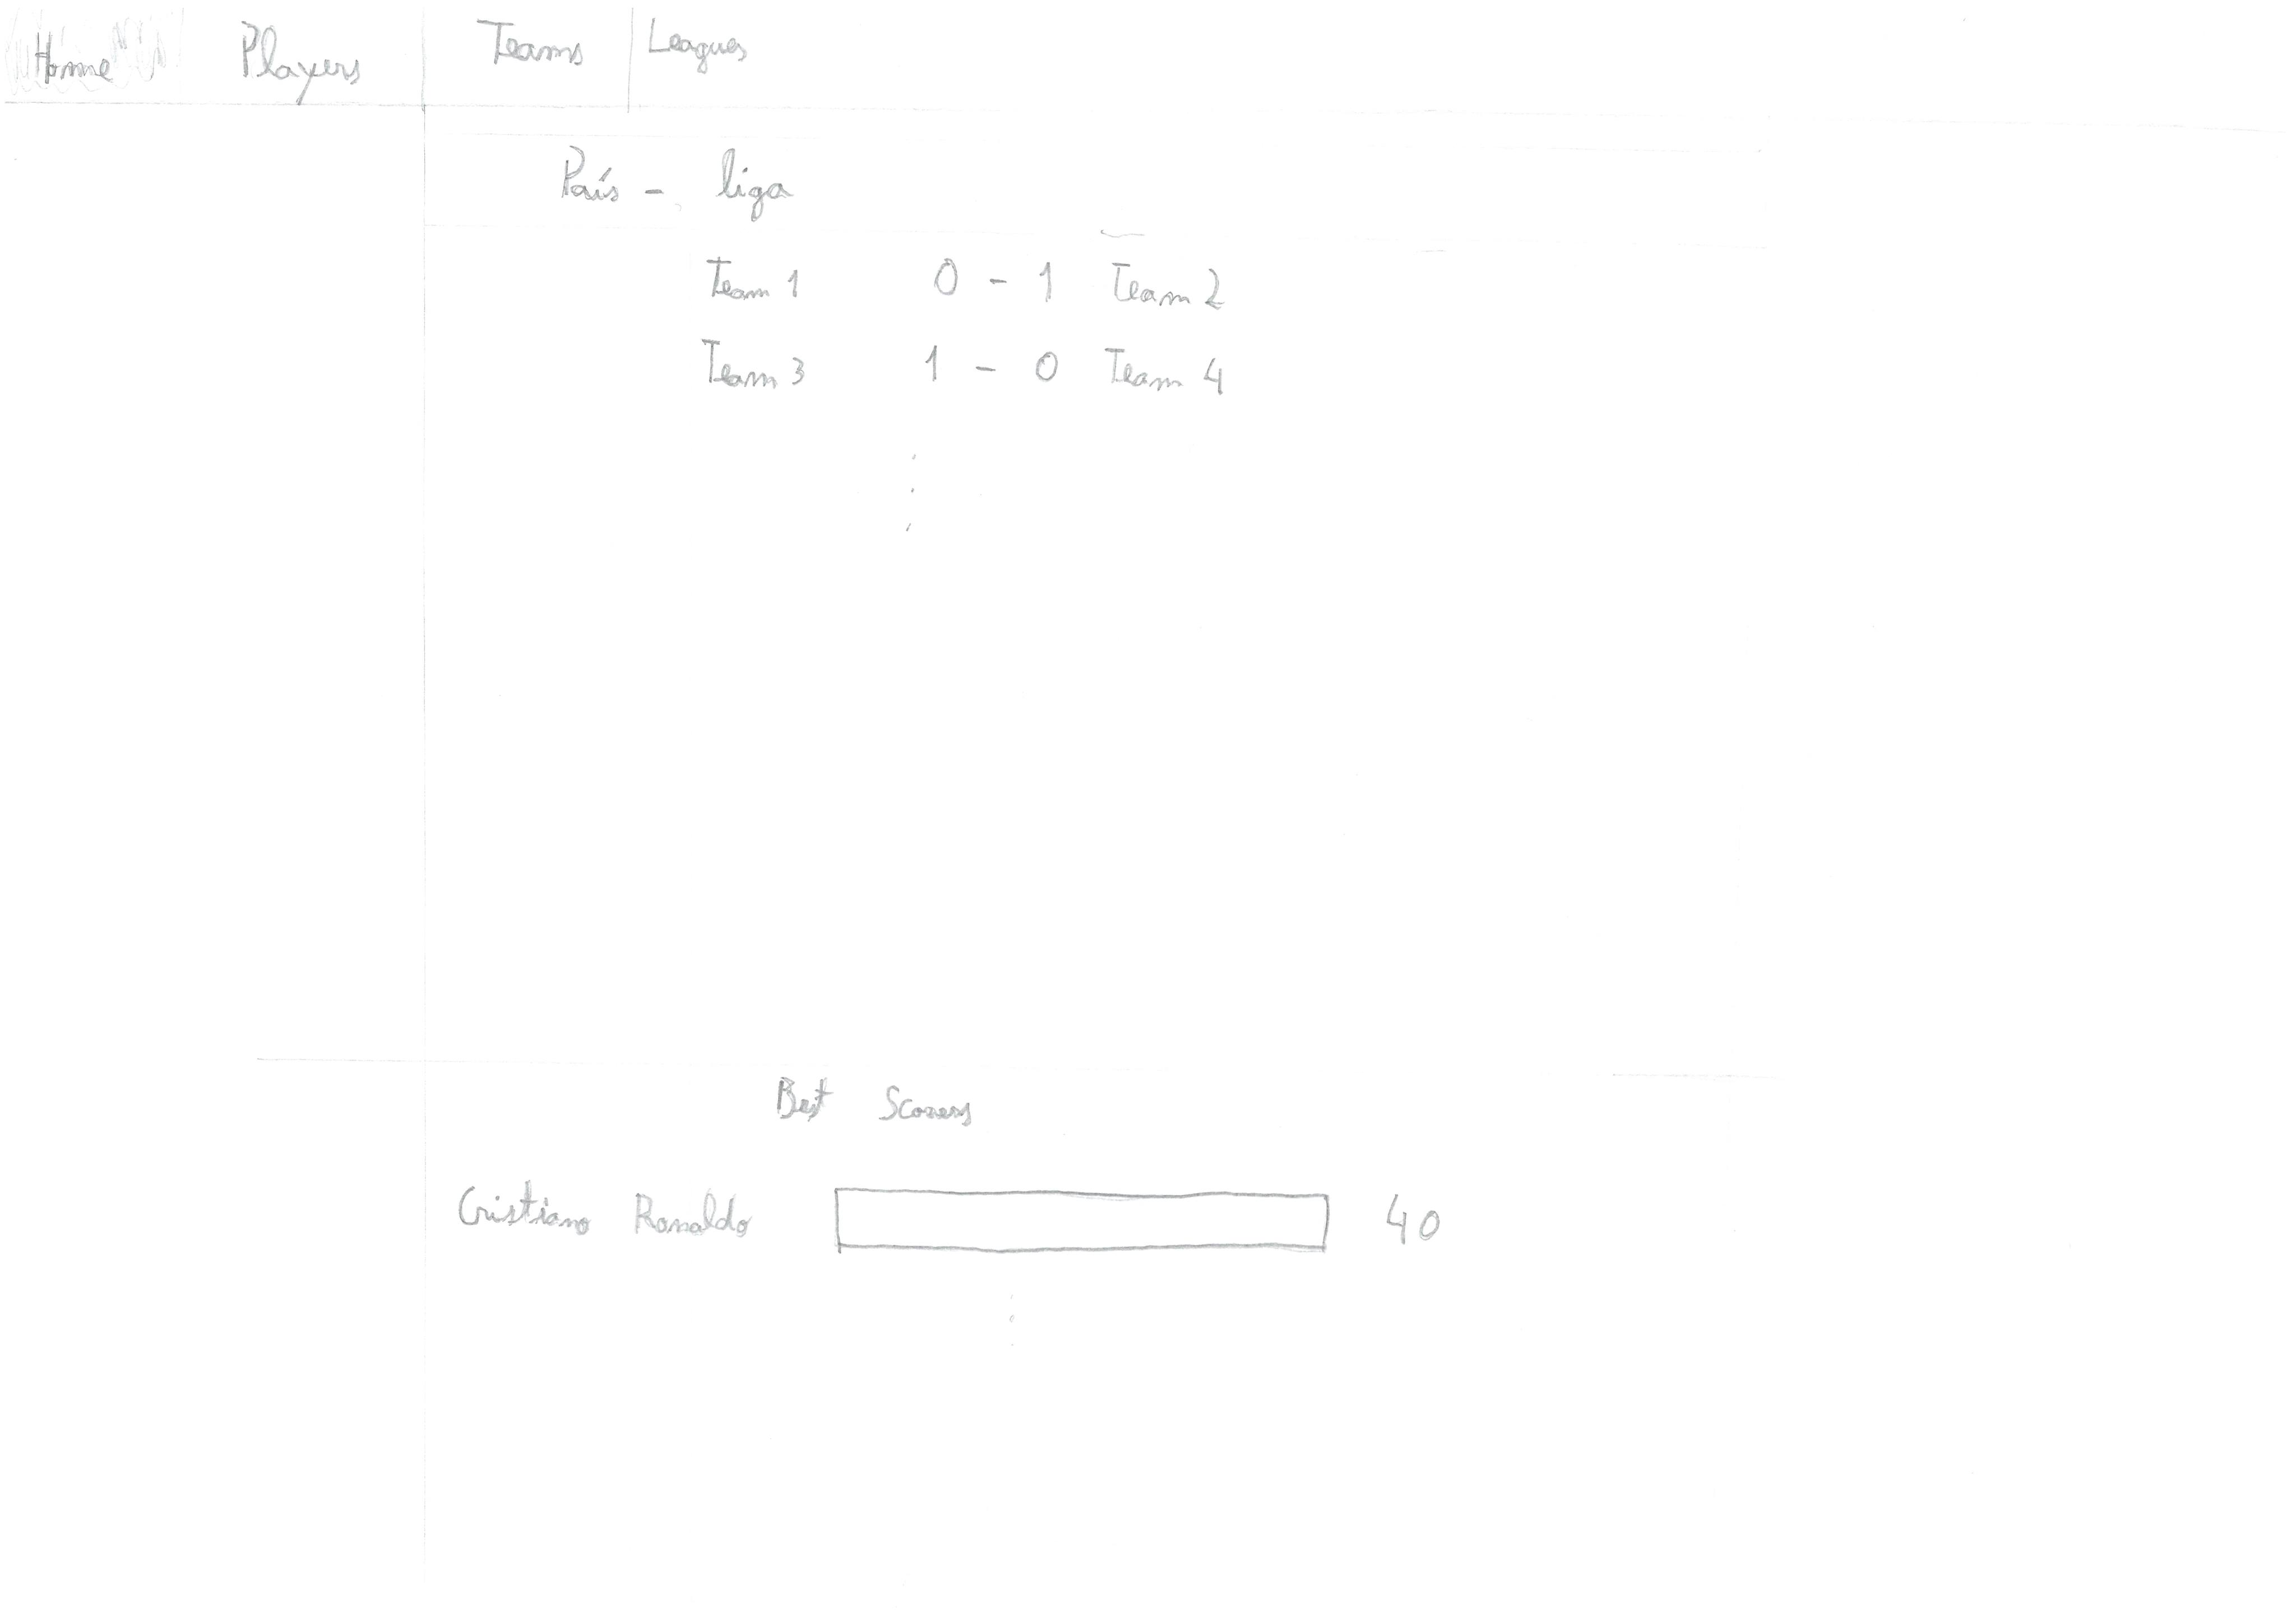 Home Players Teams Leagues
País - liga
Team 1 0 - 1 Team 2
Team 3 1 - 0 Team 4
Best Scorers
Cristiano Ronaldo 40